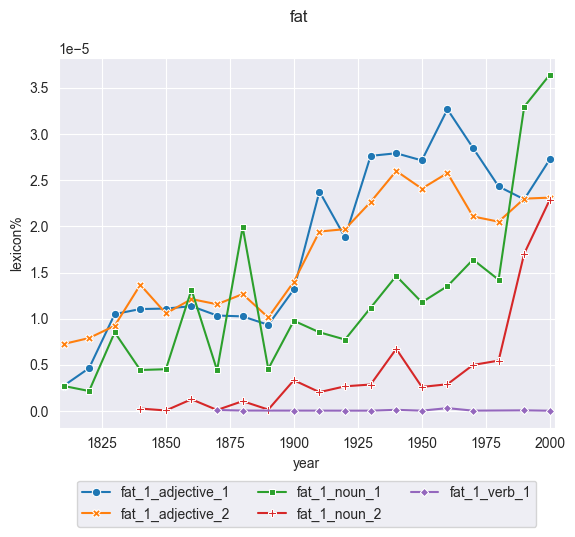 fat
1e−5
3.5
3.0
2.5
2.0
1.5
1.0
0.5
0.0
lexicon%
1825 1850 1875 1900 1925 1950 1975 2000
year
fat_1_adjective_1 fat_1_noun_1 fat_1_verb_1
fat_1_adjective_2 fat_1_noun_2